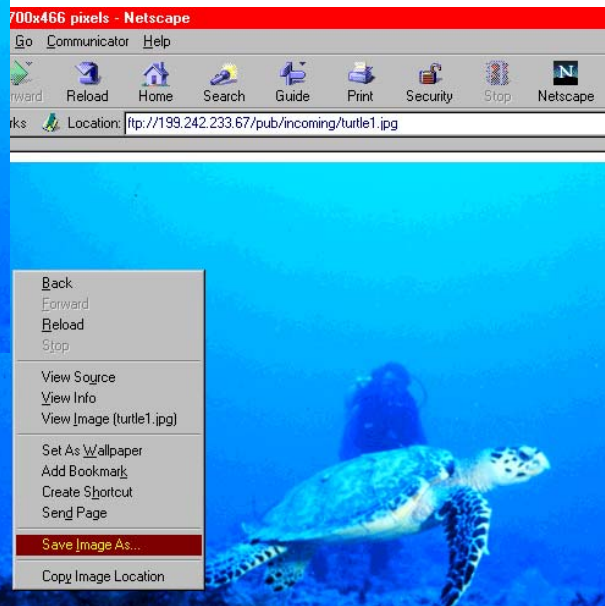 700x466 pixels - Netscape
Go Communicator Help
Reload Home Search Guide Print Security Stop Netscape
Location: ftp://199.242.233.67/pub/incoming/turtle1.jpg
Back
Forward
Reload
Stop
View Source
View Info
View Image (turtle1.jpg)
Set As Wallpaper
Add Bookmark
Create Shortcut
Send Page
Save Image As...
Copy Image Location